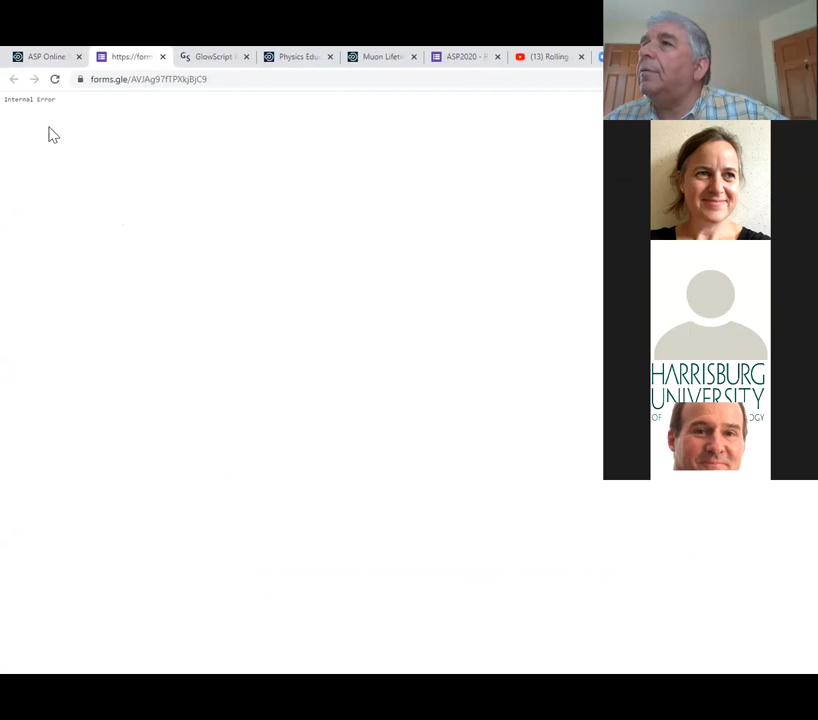 ASP Online
https://form
GlowScript
Physics Edu
Muon Lifet
ASP2020 -
(13) Rolling
forms.gle/AVJAg97fTPXkjBjC9
Internal Error
HARRISBURG
UNIVERSITY
OF OGY